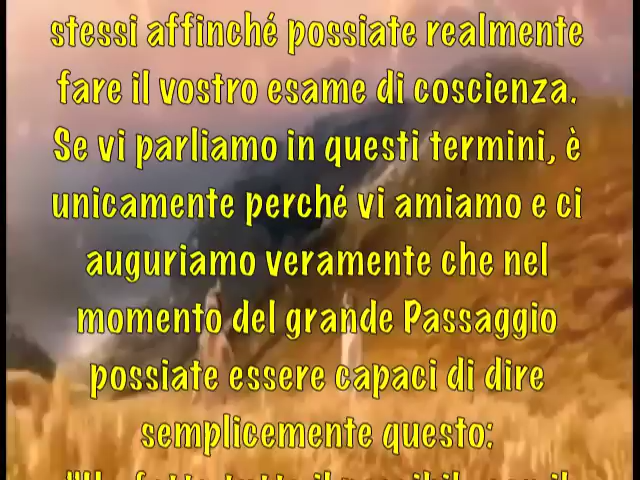 stessi affinché possiate realmente
fare il vostro esame di coscienza.
Se vi parliamo in questi termini, è
unicamente perché vi amiamo e ci
auguriamo veramente che nel
momento del grande Passaggio
possiate essere capaci di dire
semplicemente questo: